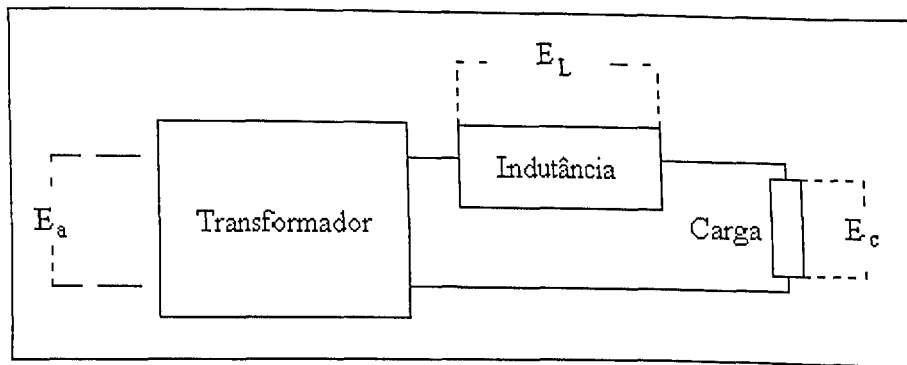 E_L
Indutância
E_a
Transformador
Carga
E_c